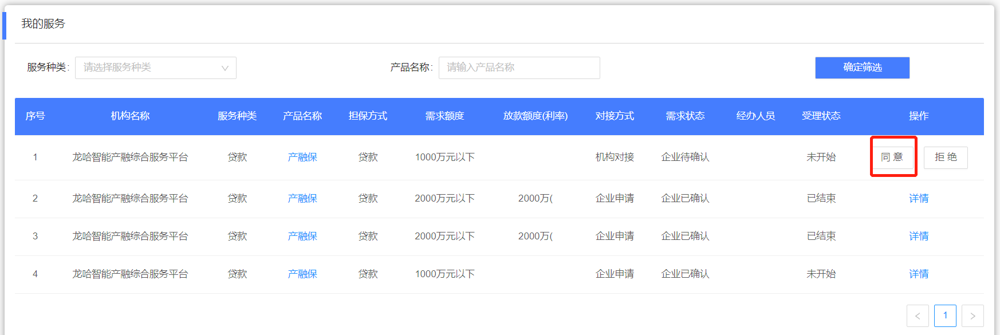 我的服务
服务种类: 请选择服务种类 产品名称: 请输入产品名称 确定筛选
序号 机构名称 服务种类 产品名称 担保方式 需求额度 放款额度(利率) 对接方式 需求状态 经办人员 受理状态 操作
1 龙哈智能产融综合服务平台 贷款 产融保 贷款 1000万元以下 机构对接 企业待确认 未开始 同意 拒绝
2 龙哈智能产融综合服务平台 贷款 产融保 贷款 2000万元以下 2000万( 企业申请 企业已确认 已结束 详情
3 龙哈智能产融综合服务平台 贷款 产融保 贷款 2000万元以下 2000万( 企业申请 企业已确认 已结束 详情
4 龙哈智能产融综合服务平台 贷款 产融保 贷款 1000万元以下 企业申请 企业已确认 未开始 详情
< 1 >